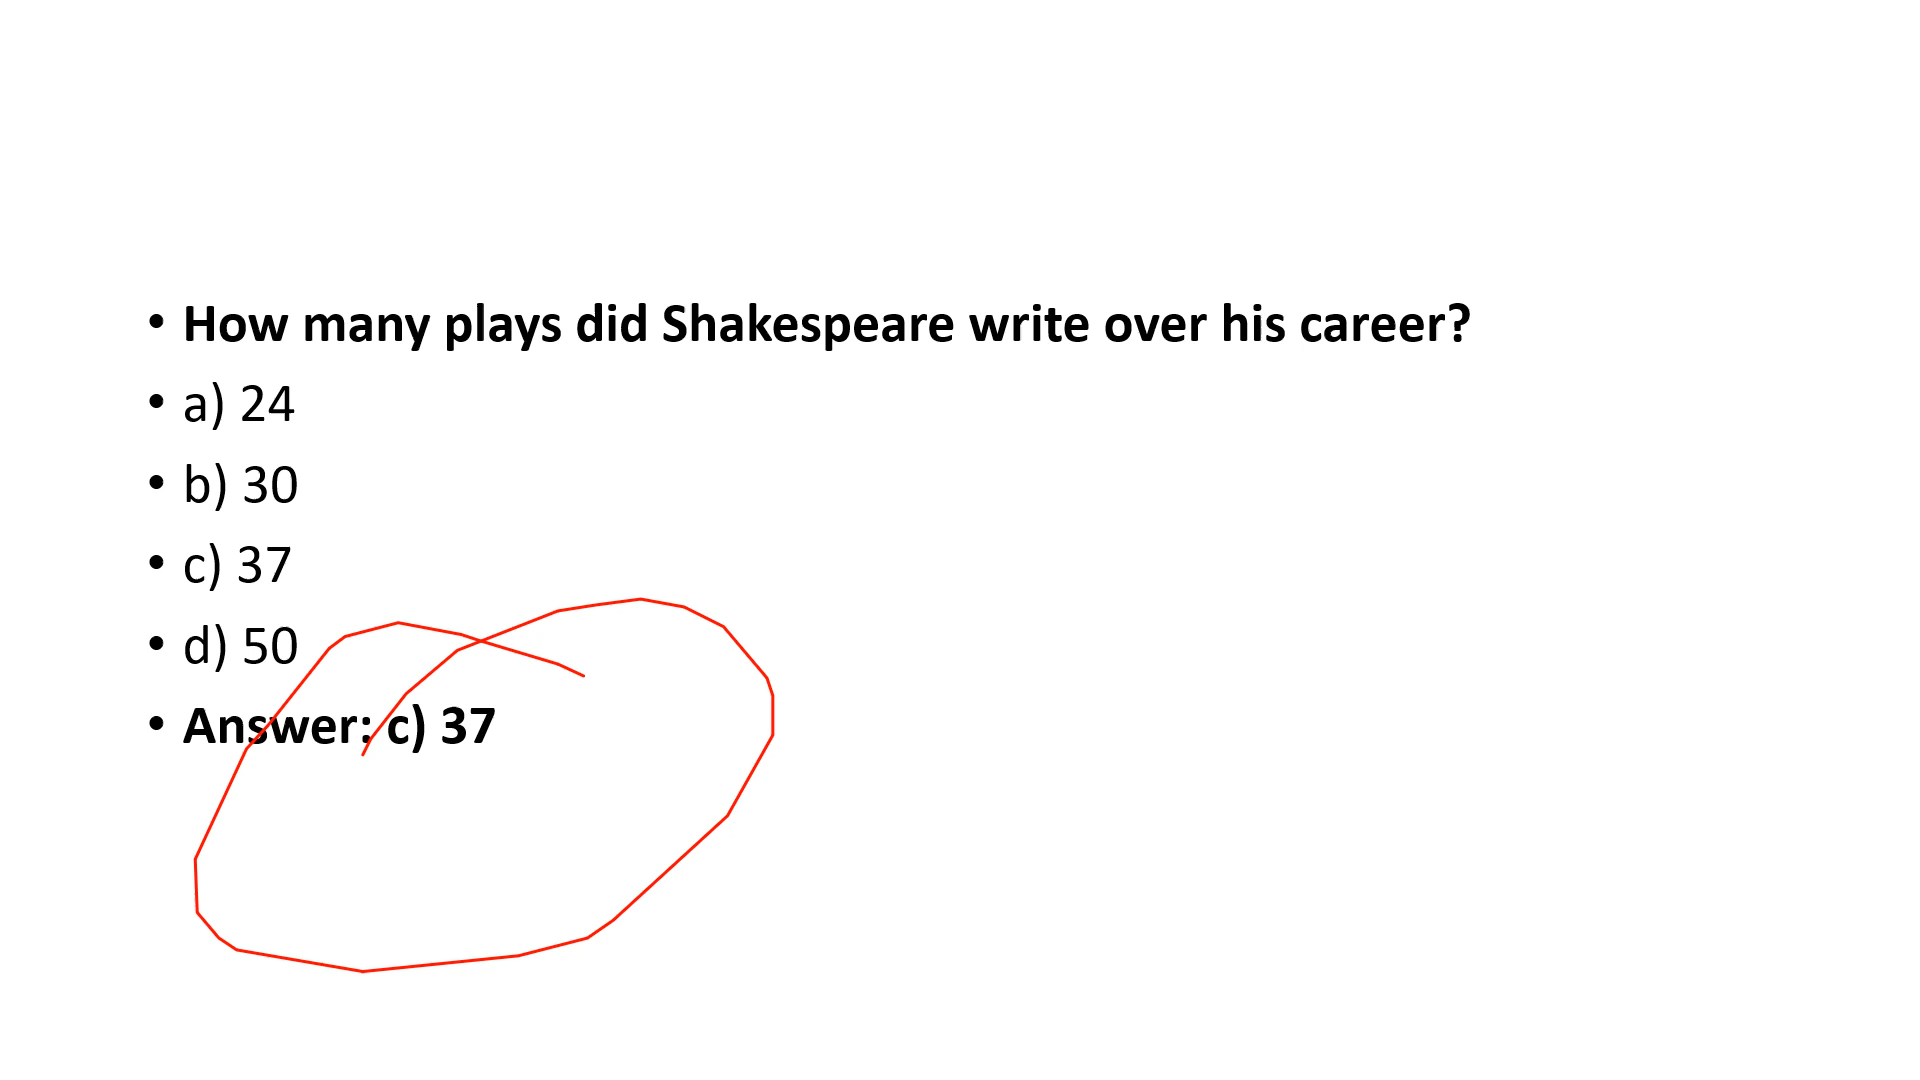 • How many plays did Shakespeare write over his career?
• a) 24
• b) 30
• c) 37
• d) 50
• Answer: c) 37